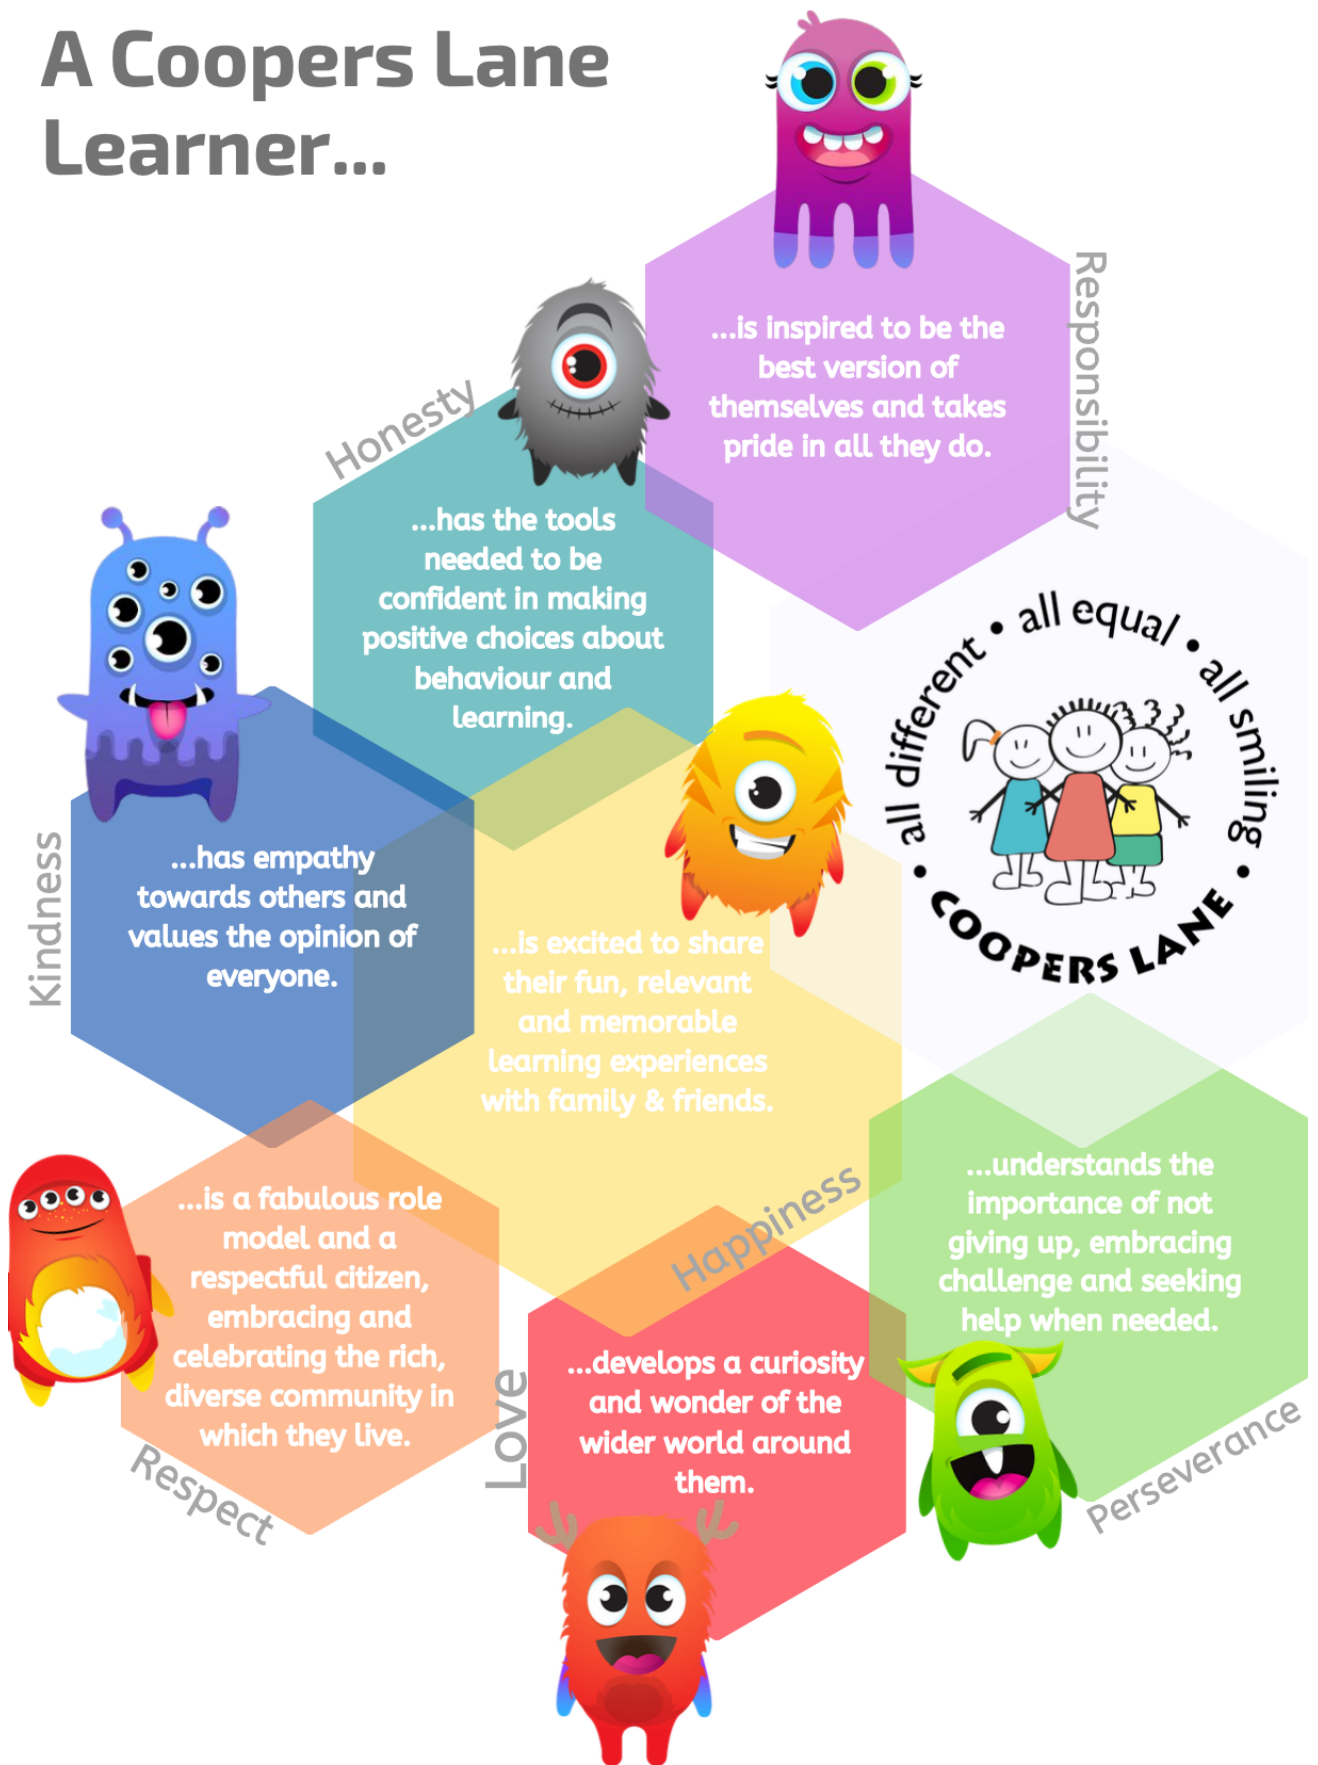 A Coopers Lane
Learner...
Responsibility
...is inspired to be the
best version of
themselves and takes
pride in all they do.
Honesty
...has the tools
needed to be
confident in making
positive choices about
behaviour and
learning.
• all different • all equal • all smiling •
COOPERS LANE
Kindness
...has empathy
towards others and
values the opinion of
everyone.
...is excited to share
their fun, relevant
and memorable
learning experiences
with family & friends.
Happiness
...understands the
importance of not
giving up, embracing
challenge and seeking
help when needed.
Perseverance
...is a fabulous role
model and a
respectful citizen,
embracing and
celebrating the rich,
diverse community in
which they live.
Respect
Love
...develops a curiosity
and wonder of the
wider world around
them.